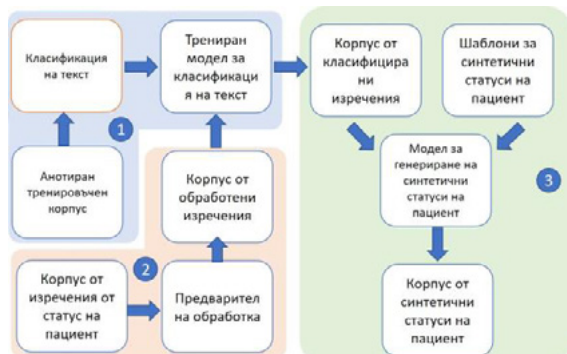 Класификация
на текст
Трениран
модел за
класификаци
я на текст
Корпус от
класифицира
ни
изречения
Шаблони за
синтетични
статуси на
пациент
1
Анотиран
тренировъчен
корпус
Корпус от
обработени
изречения
Модел за
генериране на
синтетични
статуси на
пациент
3
2
Корпус от
изречения от
статус на
пациент
Предварител
на обработка
Корпус от
синтетични
статуси на
пациент